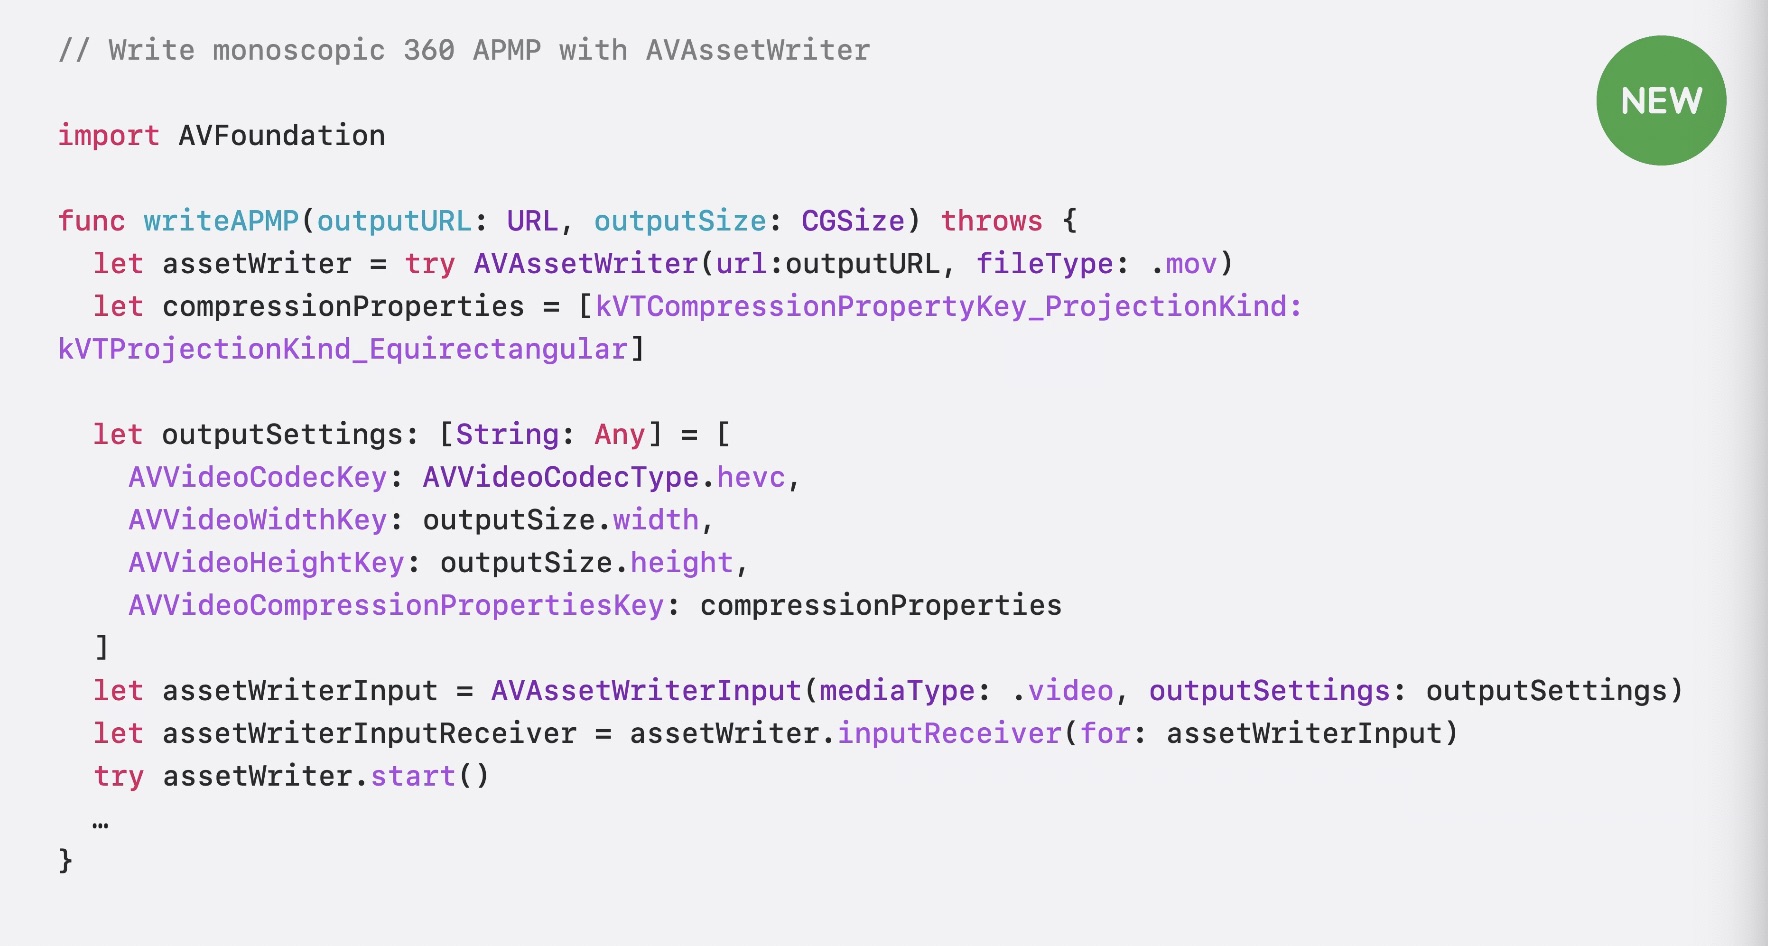 // Write monoscopic 360 APMP with AVAssetWriter
NEW
import AVFoundation
func writeAPMP(outputURL: URL, outputSize: CGSize) throws {
let assetWriter = try AVAssetWriter(url:outputURL, fileType: .mov)
let compressionProperties = [kVTCompressionPropertyKey_ProjectionKind:
kVTProjectionKind_Equirectangular]
let outputSettings: [String: Any] = [
AVVideoCodecKey: AVVideoCodecType.hevc,
AVVideoWidthKey: outputSize.width,
AVVideoHeightKey: outputSize.height,
AVVideoCompressionPropertiesKey: compressionProperties
]
let assetWriterInput = AVAssetWriterInput(mediaType: .video, outputSettings: outputSettings)
let assetWriterInputReceiver = assetWriter.inputReceiver(for: assetWriterInput)
try assetWriter.start()
…
}